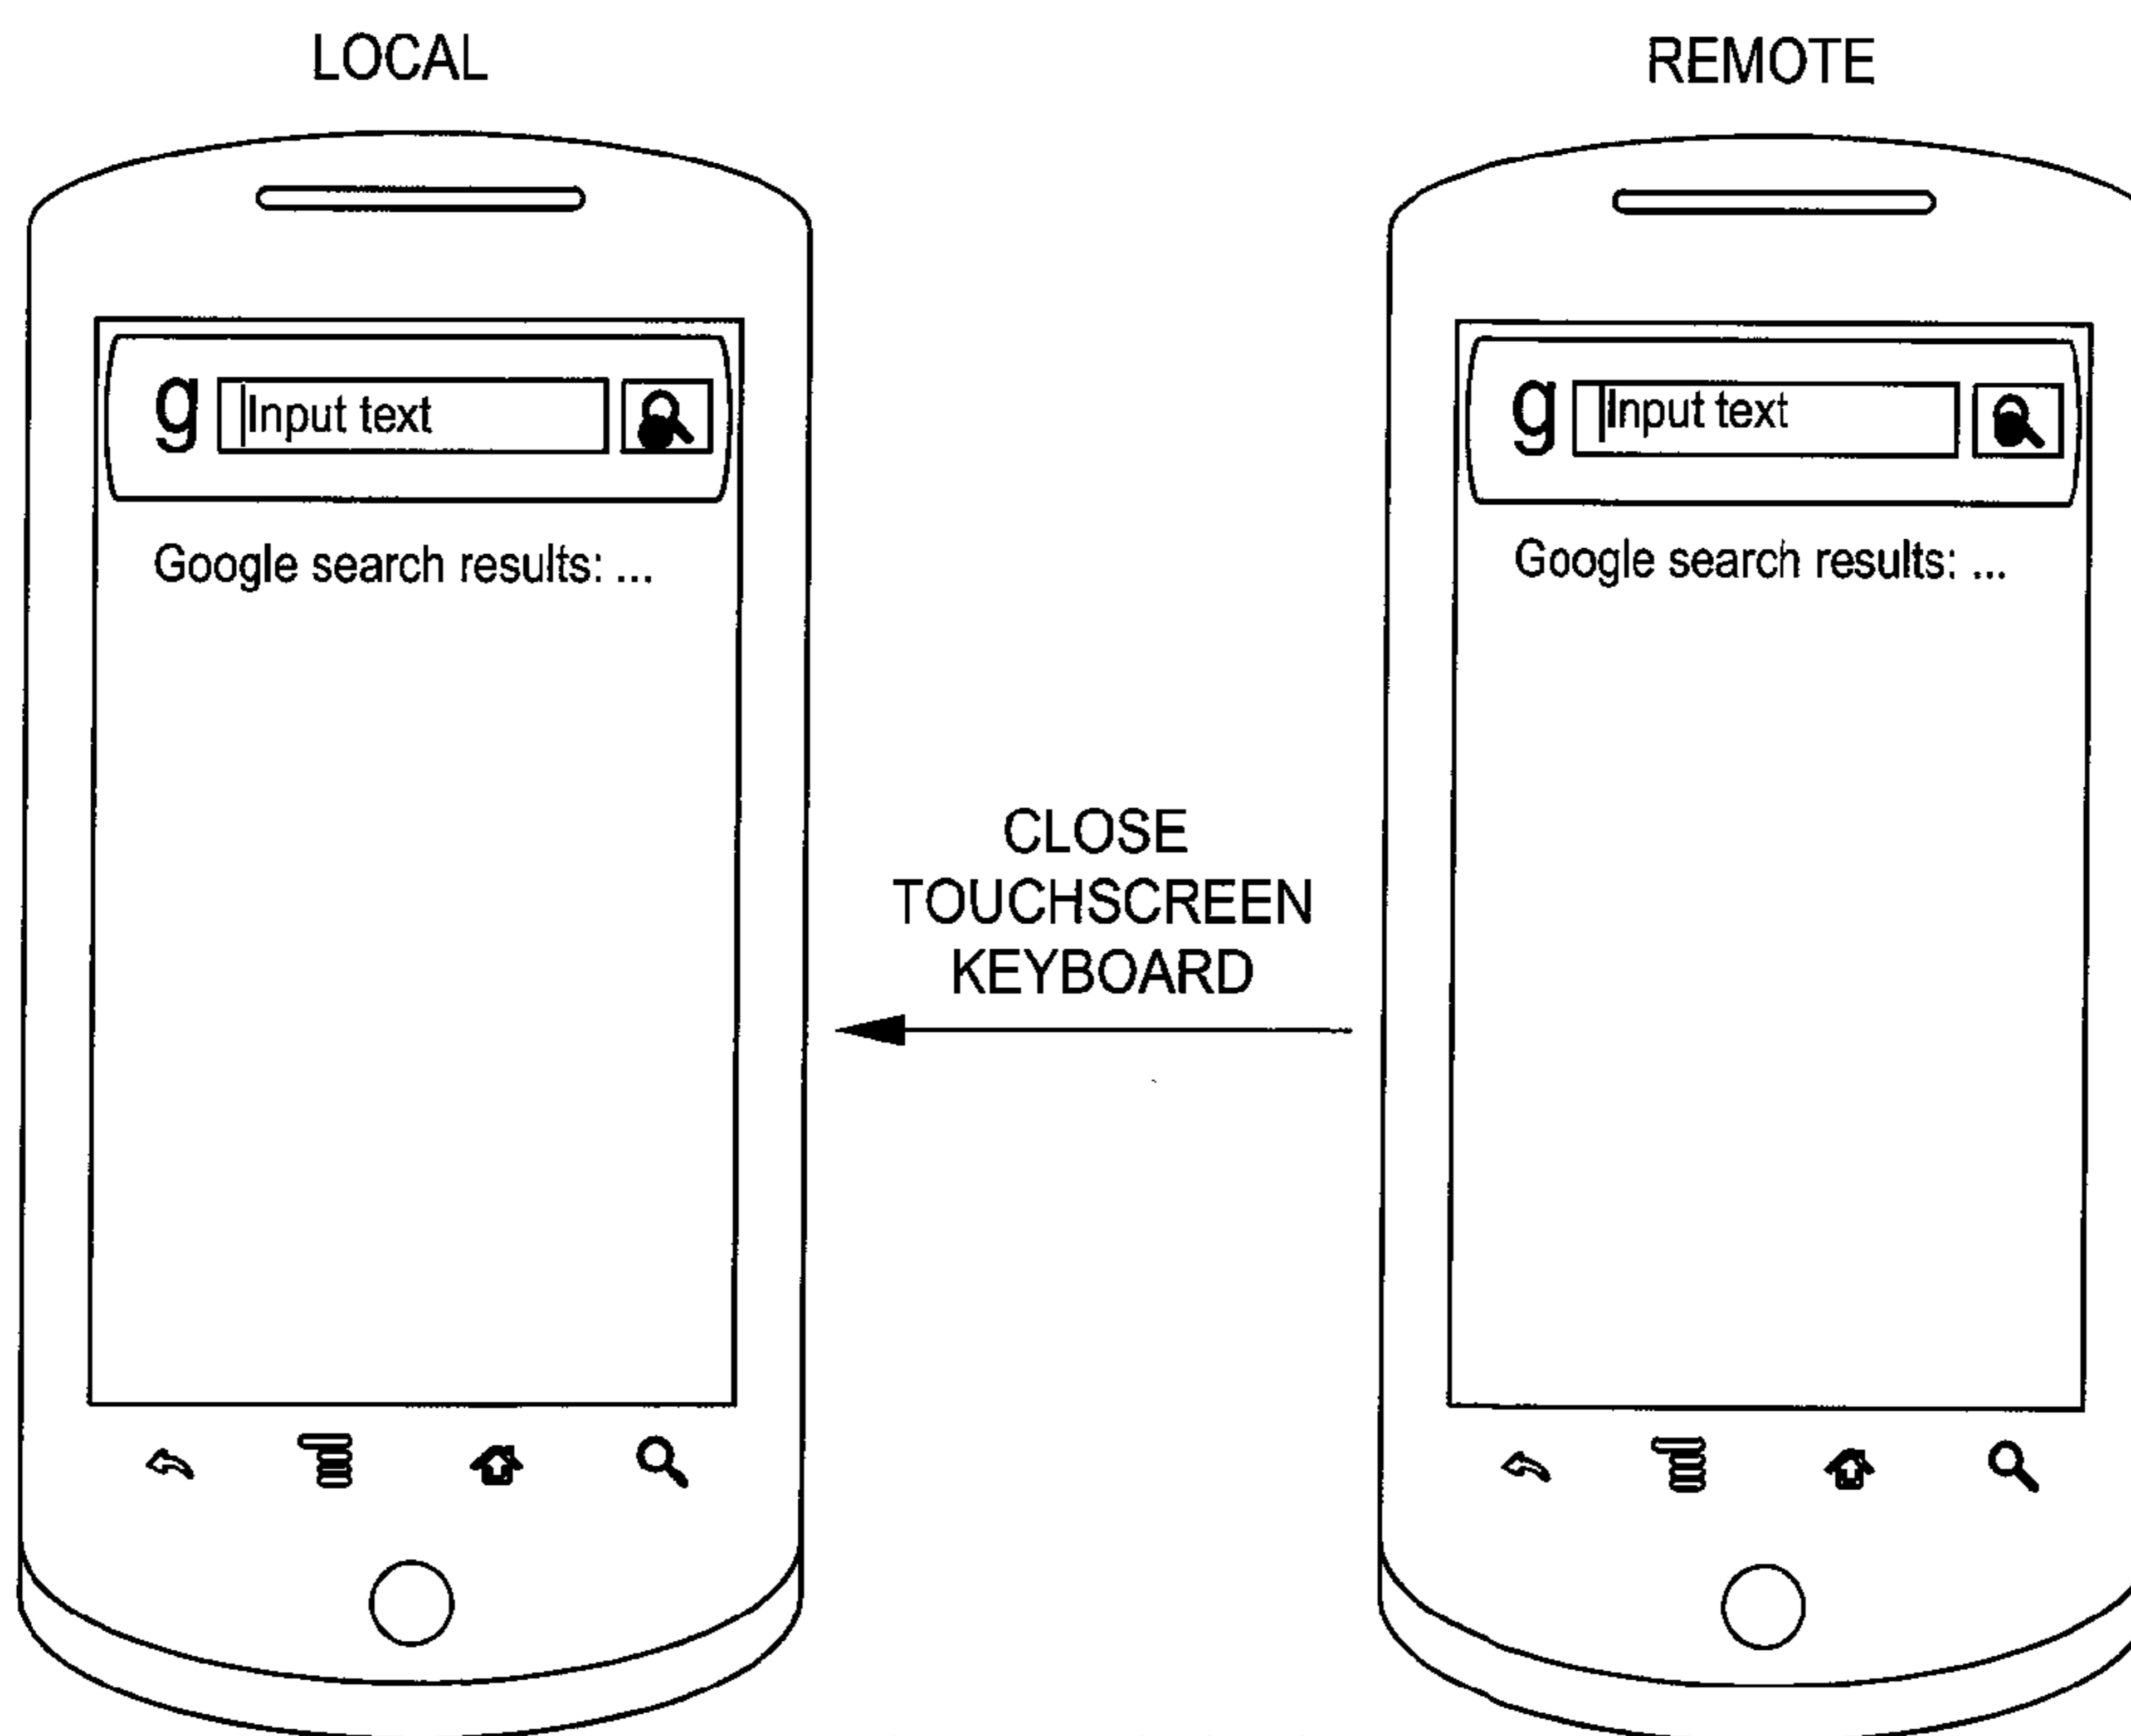 LOCAL
REMOTE
g Input text
g Input text
Google search results: ...
Google search results: ...
CLOSE
TOUCHSCREEN
KEYBOARD